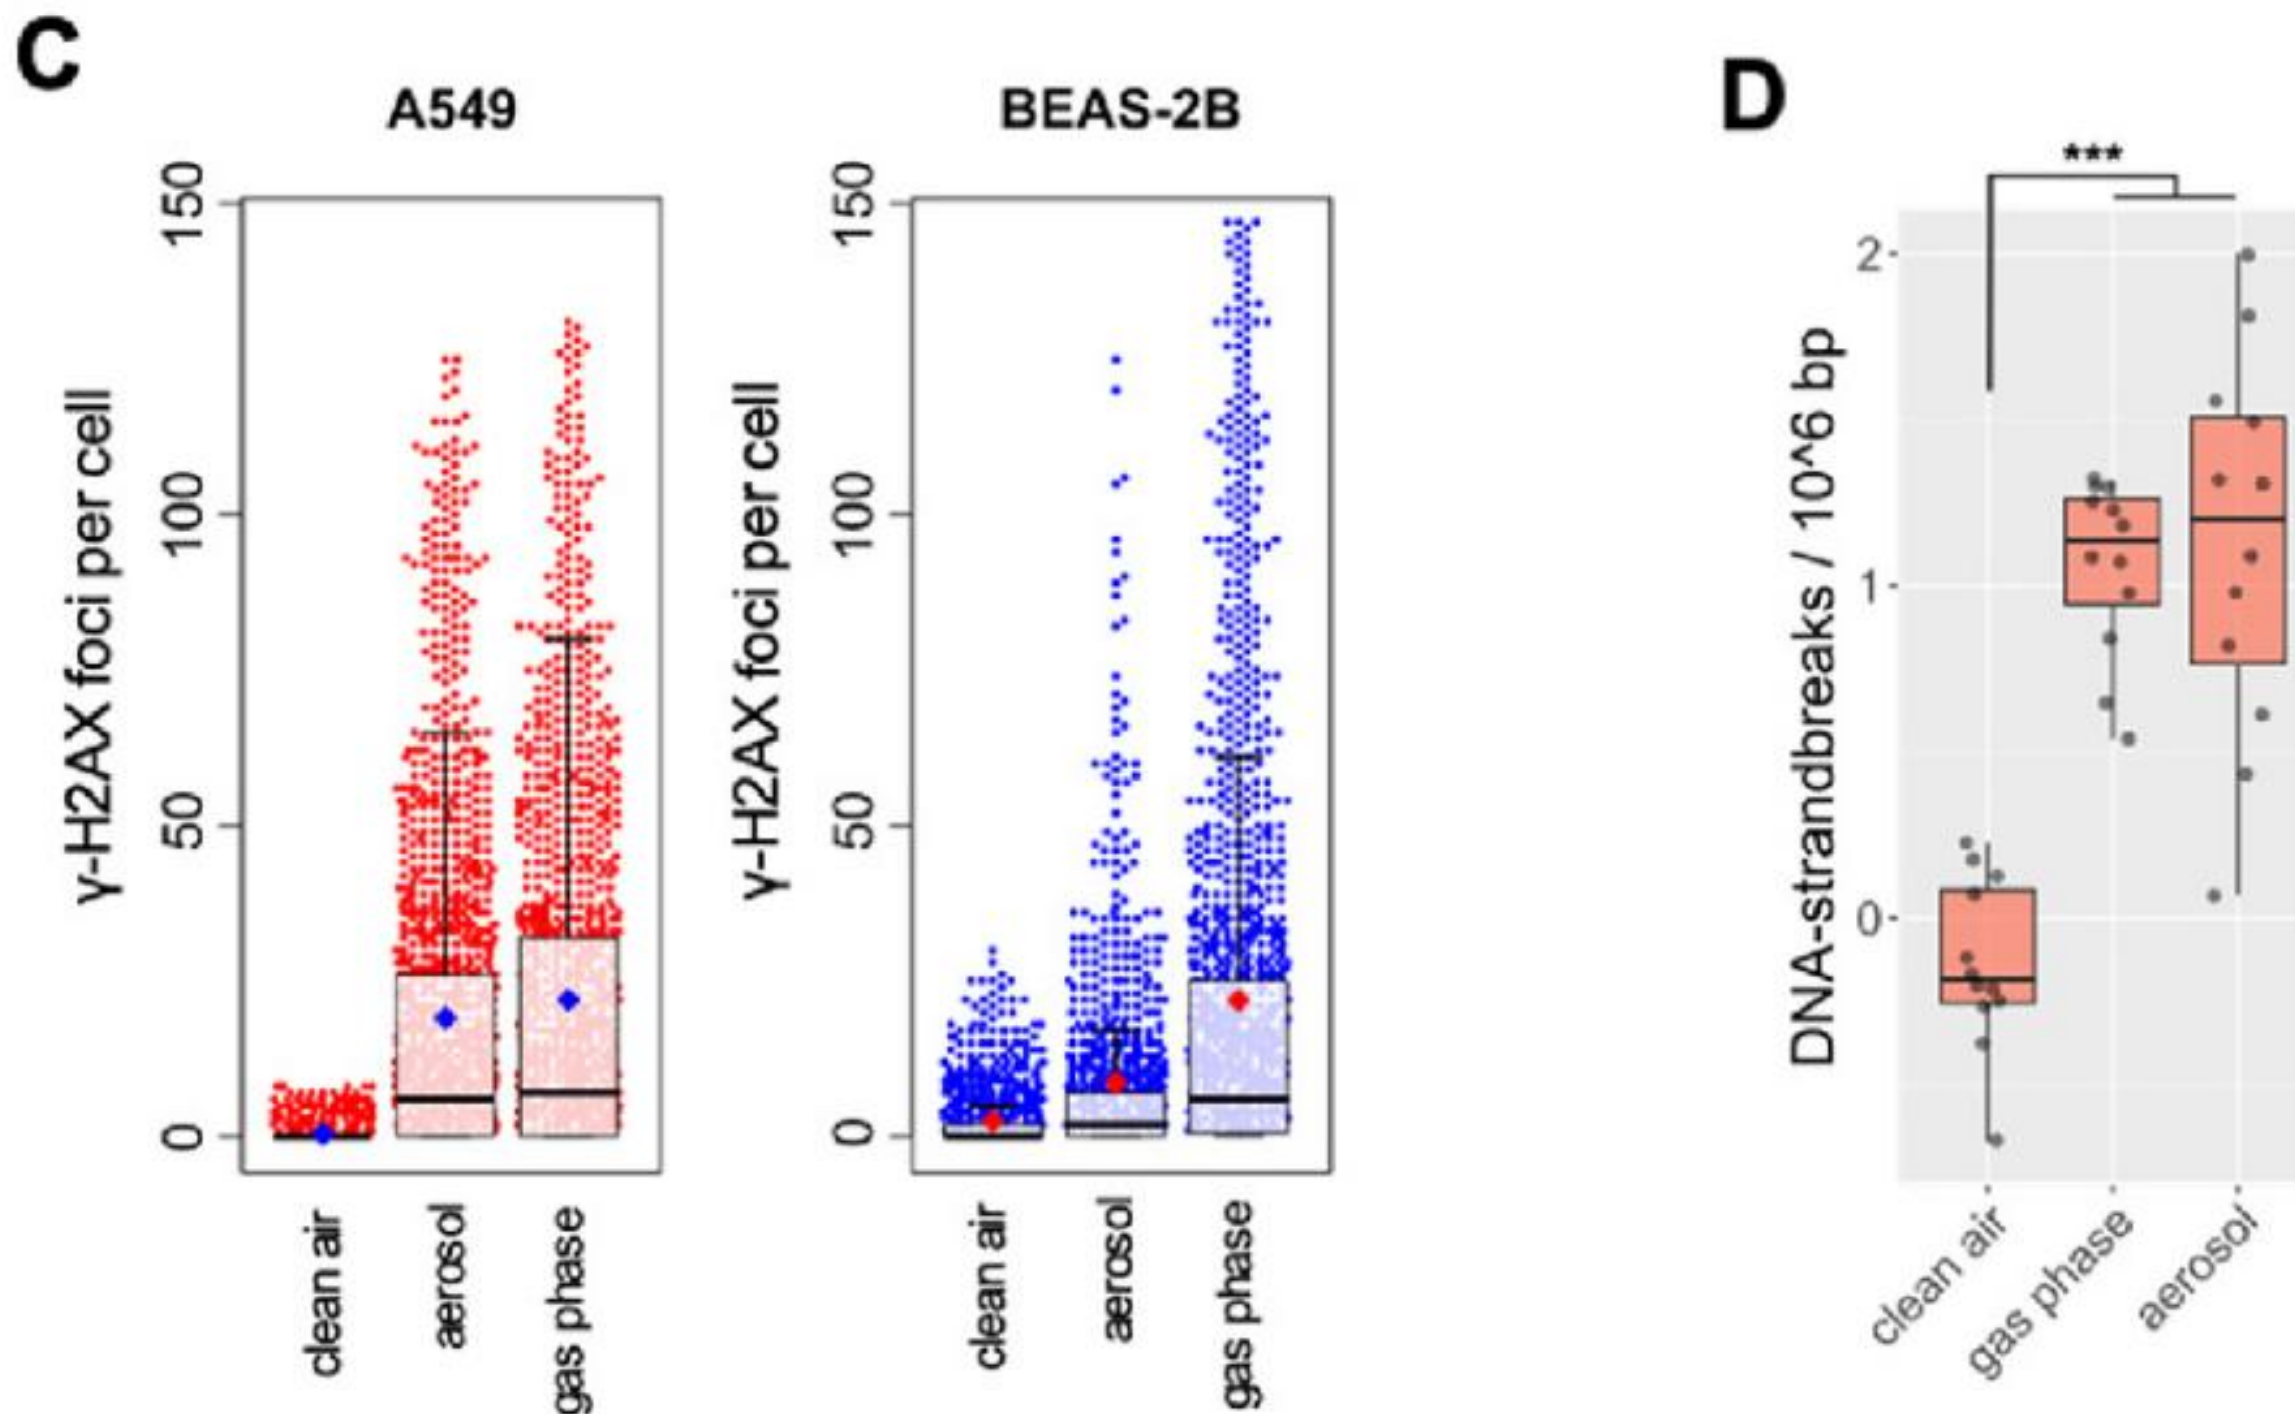 C
A549
γ-H2AX foci per cell
150
100
50
0
clean air
aerosol
gas phase
BEAS-2B
γ-H2AX foci per cell
150
100
50
0
clean air
aerosol
gas phase
D
***
DNA-strandbreaks / 10^6 bp
2
1
0
clean air
gas phase
aerosol